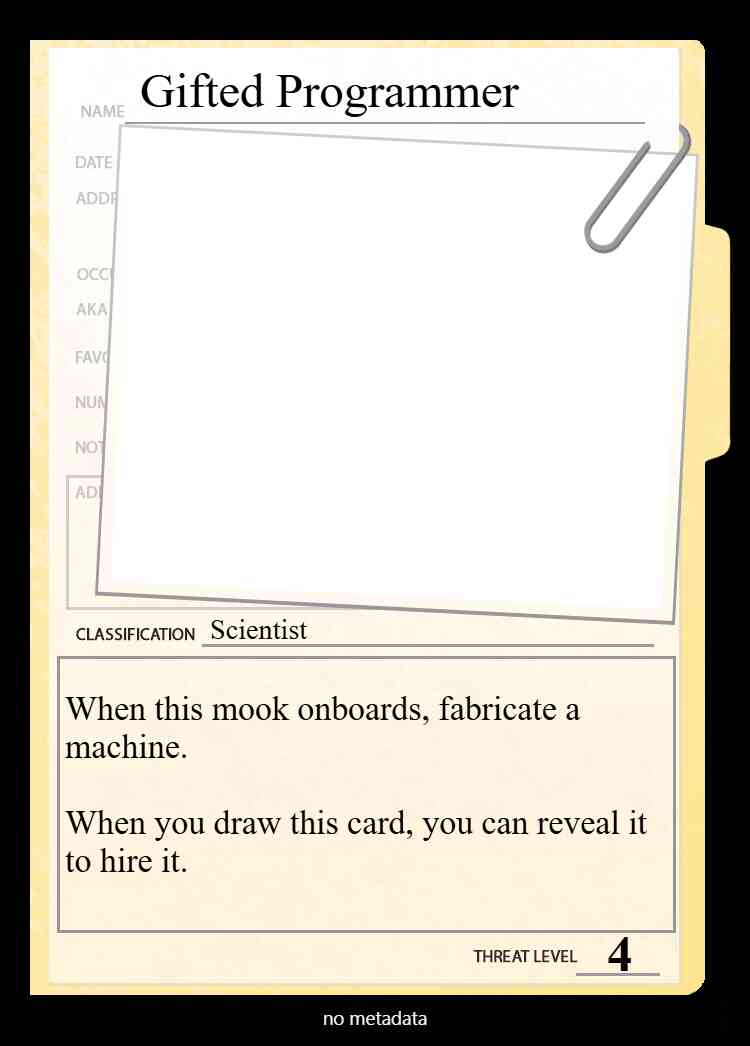 Gifted Programmer
NAME
DATE
ADDR
OCCU
AKA
FAVO
NUM
NOT
ADD
CLASSIFICATION Scientist
When this mook onboards, fabricate a
machine.
When you draw this card, you can reveal it
to hire it.
THREAT LEVEL 4
no metadata